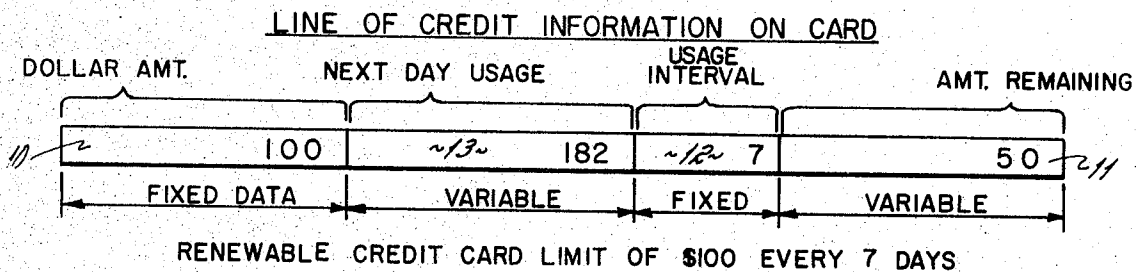 LINE OF CREDIT INFORMATION ON CARD
DOLLAR AMT. NEXT DAY USAGE USAGE INTERVAL AMT. REMAINING
10 100 ~13~ 182 ~12~ 7 50 11
FIXED DATA VARIABLE FIXED VARIABLE
RENEWABLE CREDIT CARD LIMIT OF $100 EVERY 7 DAYS